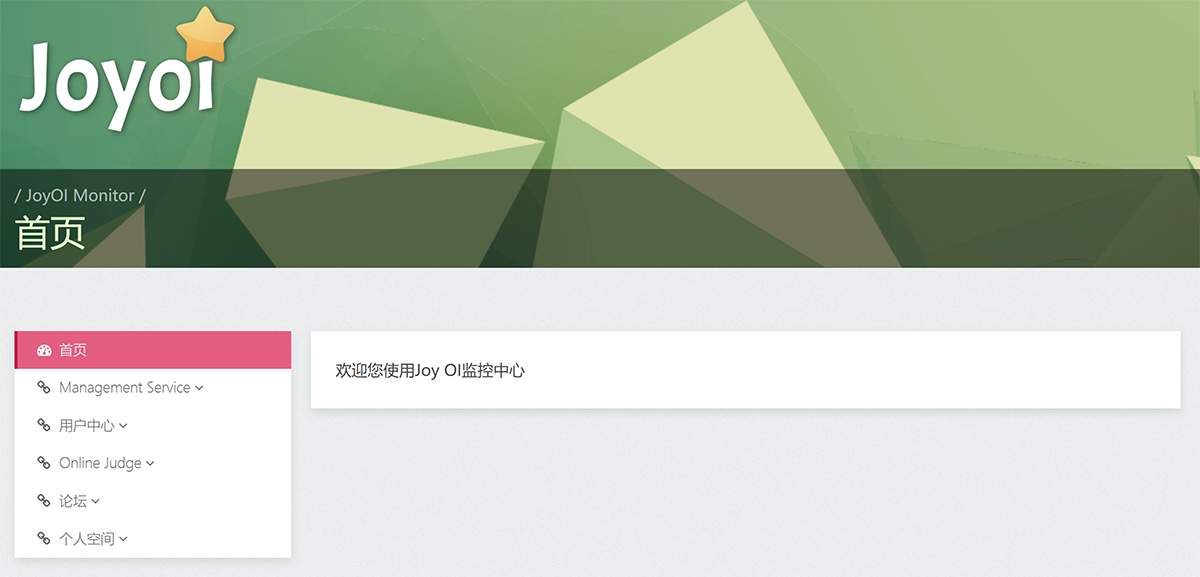 Joyoi
/ JoyOI Monitor /
首页
首页
Management Service
用户中心
Online Judge
论坛
个人空间
欢迎您使用Joy OI监控中心